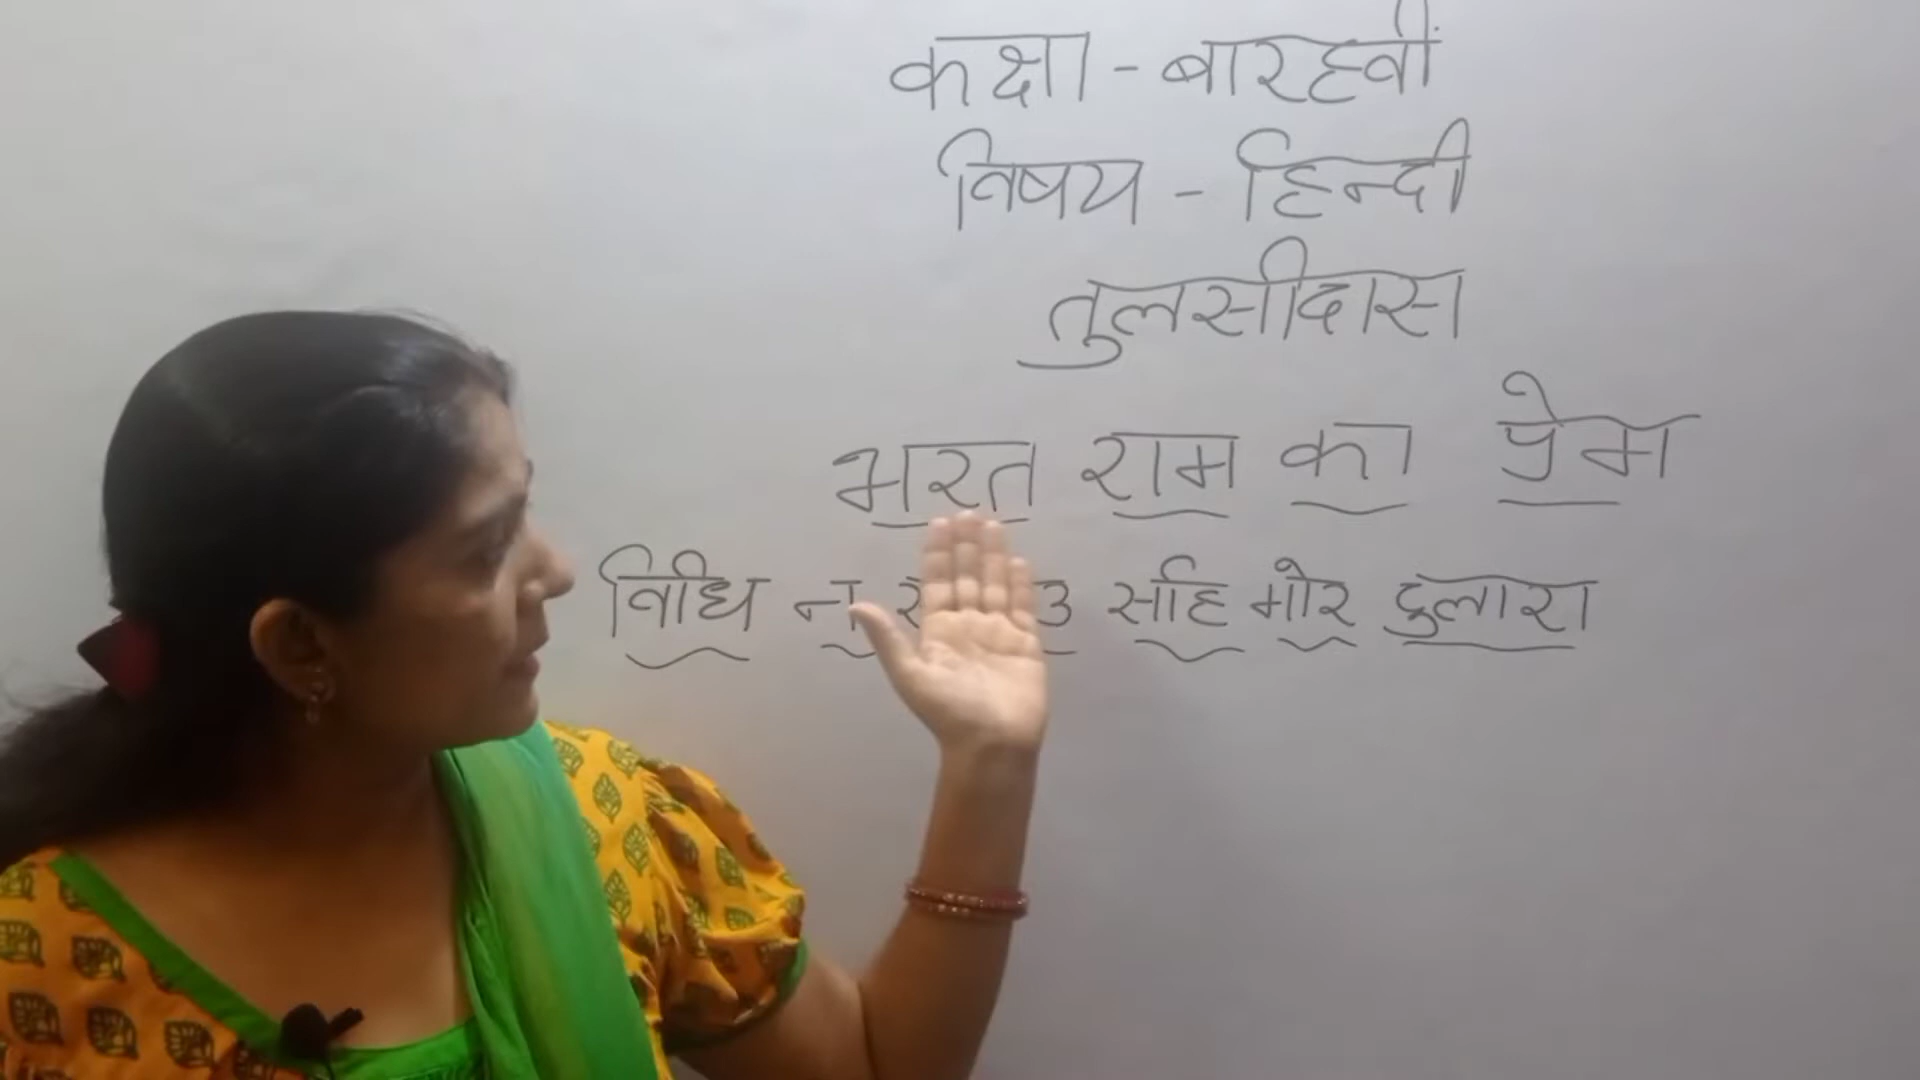 कक्षा - बारहवीं
विषय - हिन्दी
तुलसीदास
भरत राम का प्रेम
विधि न सहि मोर दुलारा